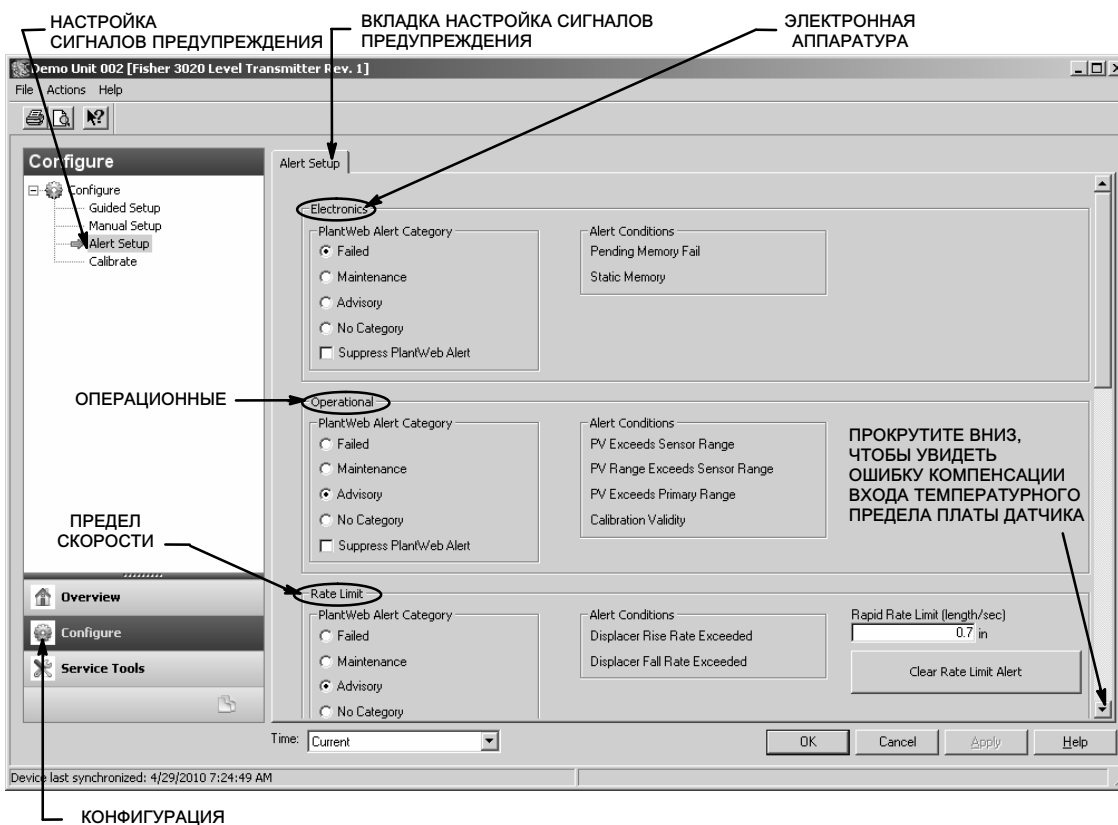 НАСТРОЙКА
СИГНАЛОВ ПРЕДУПРЕЖДЕНИЯ
ВКЛАДКА НАСТРОЙКА СИГНАЛОВ
ПРЕДУПРЕЖДЕНИЯ
ЭЛЕКТРОННАЯ
АППАРАТУРА
Demo Unit 002 [Fisher 3020 Level Transmitter Rev. 1]
File Actions Help
Configure
Configure
Guided Setup
Manual Setup
Alert Setup
Calibrate
Alert Setup
Electronics
PlantWeb Alert Category
Failed
Maintenance
Advisory
No Category
Suppress PlantWeb Alert
Alert Conditions
Pending Memory Fail
Static Memory
ОПЕРАЦИОННЫЕ
Operational
PlantWeb Alert Category
Failed
Maintenance
Advisory
No Category
Suppress PlantWeb Alert
Alert Conditions
PV Exceeds Sensor Range
PV Range Exceeds Sensor Range
PV Exceeds Primary Range
Calibration Validity
ПРОКРУТИТЕ ВНИЗ,
ЧТОБЫ УВИДЕТЬ
ОШИБКУ КОМПЕНСАЦИИ
ВХОДА ТЕМПЕРАТУРНОГО
ПРЕДЕЛА ПЛАТЫ ДАТЧИКА
ПРЕДЕЛ
СКОРОСТИ
Rate Limit
PlantWeb Alert Category
Failed
Maintenance
Advisory
No Category
Alert Conditions
Displacer Rise Rate Exceeded
Displacer Fall Rate Exceeded
Rapid Rate Limit (length/sec)
0.7 in
Clear Rate Limit Alert
Overview
Configure
Service Tools
Time: Current
OK Cancel Apply Help
Device last synchronized: 4/29/2010 7:24:49 AM
КОНФИГУРАЦИЯ